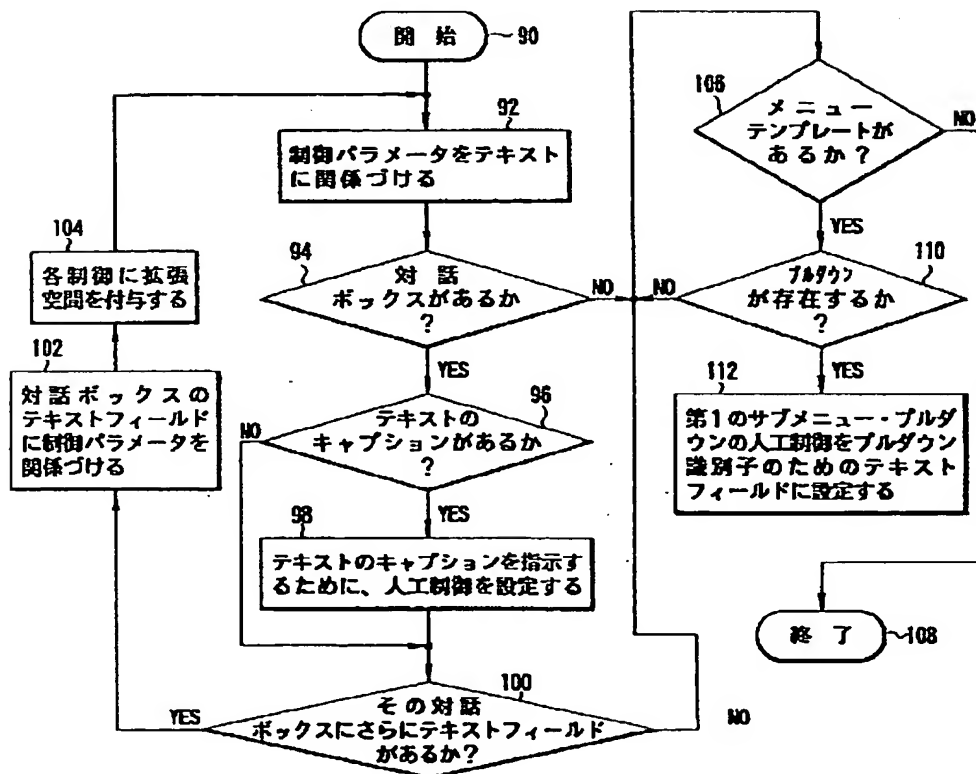 開始
90
92
制御パラメータをテキスト
に関係づける
94
対話
ボックスがあるか
?
NO
YES
96
テキストの
キャプションがあるか
?
NO
YES
98
テキストのキャプションを指示す
るために、人工制御を設定する
100
その対話
ボックスにさらにテキストフィールド
があるか?
YES
NO
102
対話ボックスの
テキストフィールド
に制御パラメータを
関係づける
104
各制御に拡張
空間を付与する
106
メニュー
テンプレートが
あるか?
NO
YES
110
プルダウン
が存在するか
?
NO
YES
112
第1のサブメニュー・プルダ
ウンの人工制御をプルダウン
識別子のためのテキスト
フィールドに設定する
終了
108